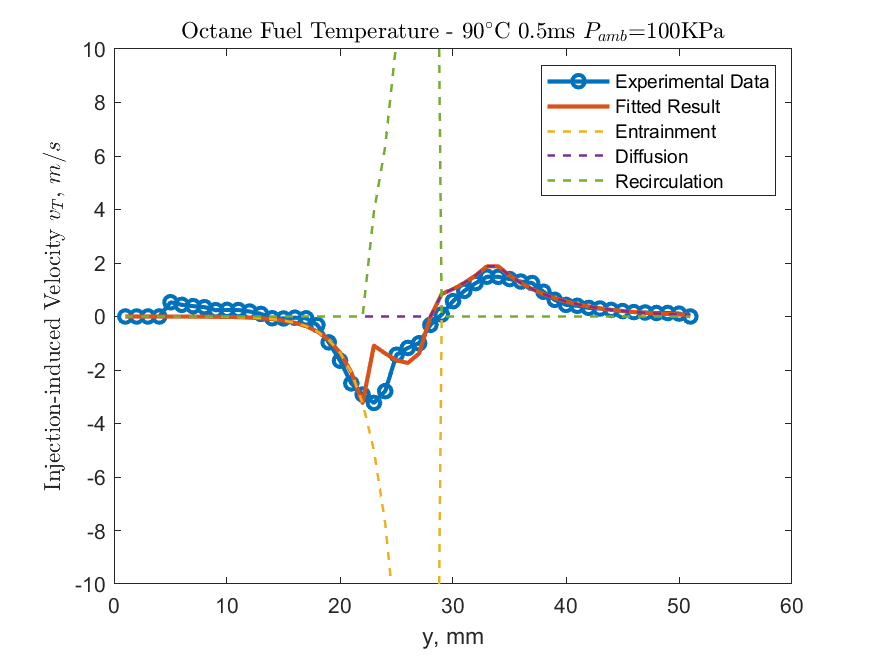 Octane Fuel Temperature - 90°C 0.5ms P_amb=100KPa
Experimental Data
Fitted Result
Entrainment
Diffusion
Recirculation
Injection-induced Velocity v_T, m/s
10
8
6
4
2
0
-2
-4
-6
-8
-10
0 10 20 30 40 50 60
y, mm